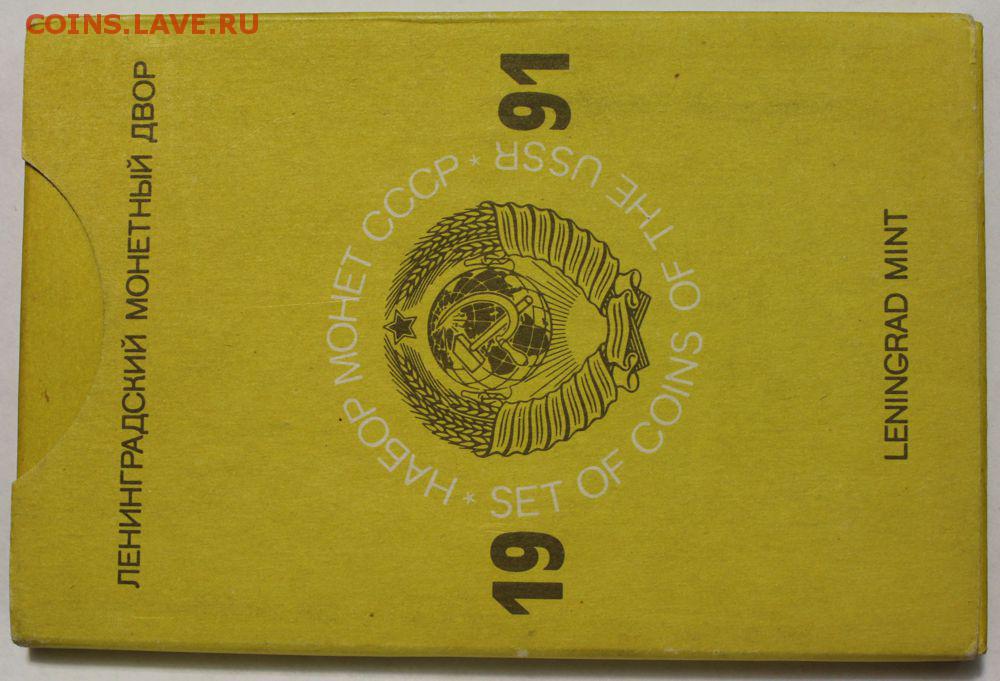 COINS.LAVE.RU
ЛЕНИНГРАДСКИЙ МОНЕТНЫЙ ДВОР
НАБОР МОНЕТ СССР *
SET OF COINS OF THE USSR *
19 91
LENINGRAD MINT